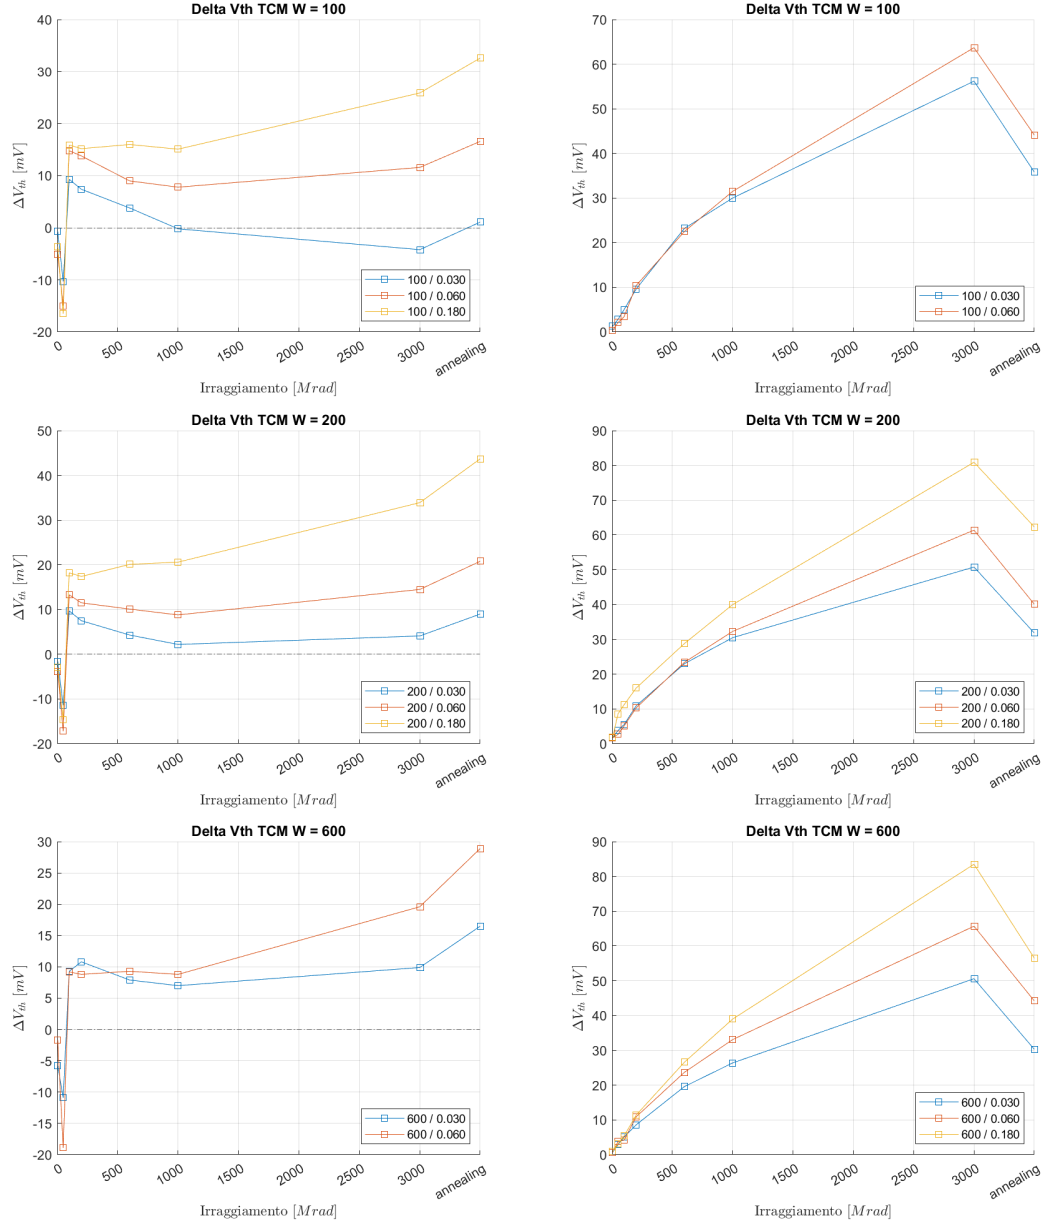 Delta Vth TCM W = 100
40
30
20
10
0
-10
-20
ΔV_th [mV]
100 / 0.030
100 / 0.060
100 / 0.180
0 500 1000 1500 2000 2500 3000 annealing
Irraggiamento [Mrad]
Delta Vth TCM W = 100
70
60
50
40
30
20
10
0
ΔV_th [mV]
100 / 0.030
100 / 0.060
0 500 1000 1500 2000 2500 3000 annealing
Irraggiamento [Mrad]
Delta Vth TCM W = 200
50
40
30
20
10
0
-10
-20
ΔV_th [mV]
200 / 0.030
200 / 0.060
200 / 0.180
0 500 1000 1500 2000 2500 3000 annealing
Irraggiamento [Mrad]
Delta Vth TCM W = 200
90
80
70
60
50
40
30
20
10
0
ΔV_th [mV]
200 / 0.030
200 / 0.060
200 / 0.180
0 500 1000 1500 2000 2500 3000 annealing
Irraggiamento [Mrad]
Delta Vth TCM W = 600
30
25
20
15
10
5
0
-5
-10
-15
-20
ΔV_th [mV]
600 / 0.030
600 / 0.060
0 500 1000 1500 2000 2500 3000 annealing
Irraggiamento [Mrad]
Delta Vth TCM W = 600
90
80
70
60
50
40
30
20
10
0
ΔV_th [mV]
600 / 0.030
600 / 0.060
600 / 0.180
0 500 1000 1500 2000 2500 3000 annealing
Irraggiamento [Mrad]